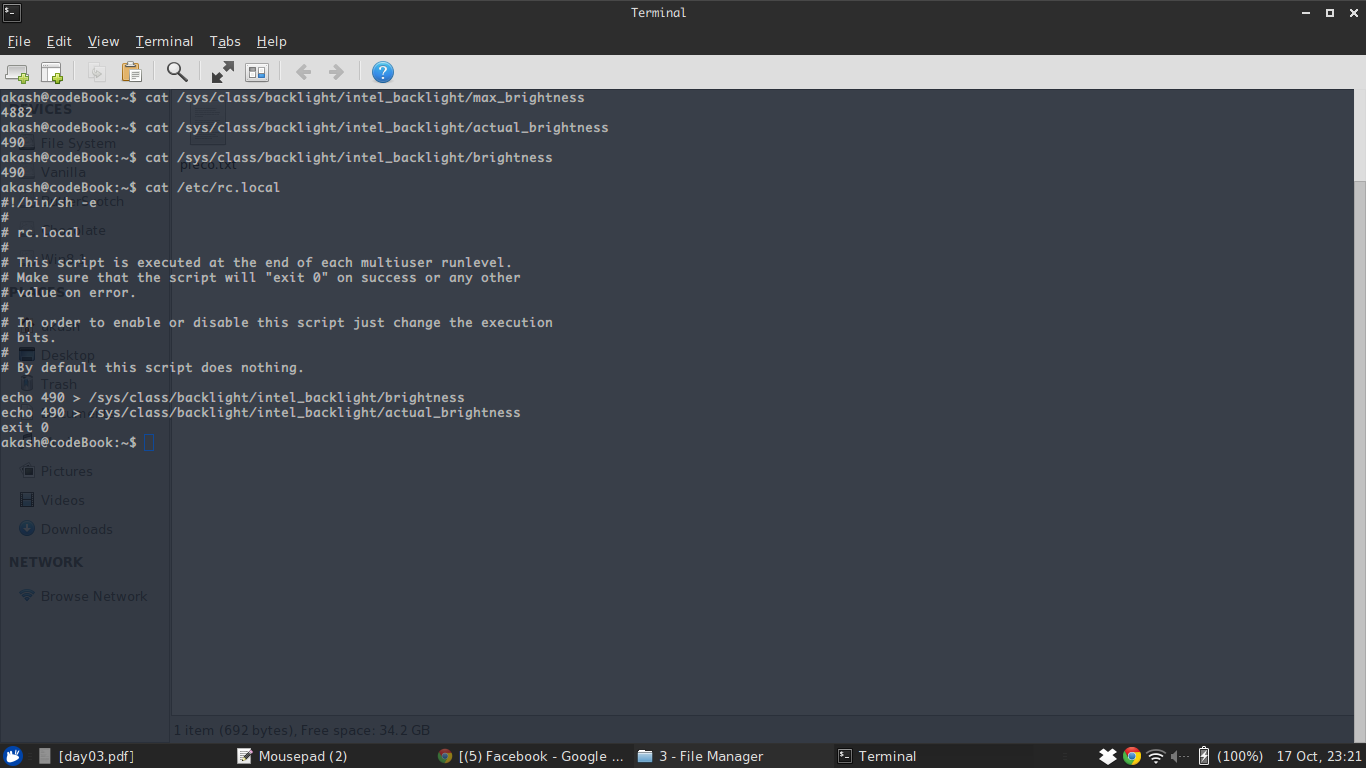 Terminal
File Edit View Terminal Tabs Help
akash@codeBook:~$ cat /sys/class/backlight/intel_backlight/max_brightness
4882
akash@codeBook:~$ cat /sys/class/backlight/intel_backlight/actual_brightness
490
akash@codeBook:~$ cat /sys/class/backlight/intel_backlight/brightness
490
akash@codeBook:~$ cat /etc/rc.local
#!/bin/sh -e
#
# rc.local
#
# This script is executed at the end of each multiuser runlevel.
# Make sure that the script will "exit 0" on success or any other
# value on error.
#
# In order to enable or disable this script just change the execution
# bits.
#
# By default this script does nothing.
echo 490 > /sys/class/backlight/intel_backlight/brightness
echo 490 > /sys/class/backlight/intel_backlight/actual_brightness
exit 0
akash@codeBook:~$
File System
Vanilla
Desktop
Trash
Pictures
Videos
Downloads
NETWORK
Browse Network
1 item (692 bytes), Free space: 34.2 GB
[day03.pdf] Mousepad (2) [(5) Facebook - Google ... 3 - File Manager Terminal (100%) 17 Oct, 23:21